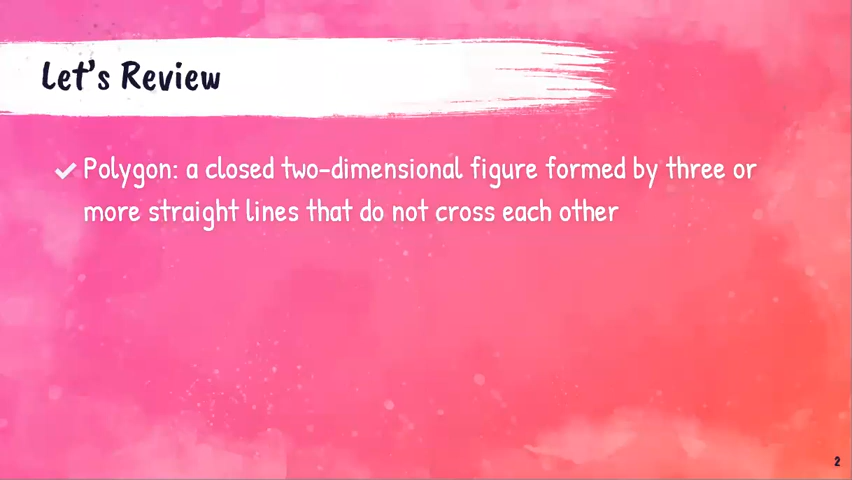 Let's Review
Polygon: a closed two-dimensional figure formed by three or
more straight lines that do not cross each other
2